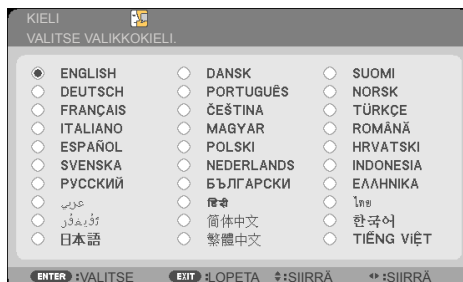 KIELI
VALITSE VALIKKOKIELI.
ENGLISH DANSK SUOMI
DEUTSCH PORTUGUÊS NORSK
FRANÇAIS ČEŠTINA TÜRKÇE
ITALIANO MAGYAR ROMÂNĂ
ESPAÑOL POLSKI HRVATSKI
SVENSKA NEDERLANDS INDONESIA
РУССКИЙ БЪЛГАРСКИ ΕΛΛΗΝΙΚΑ
عربي हिंदी ไทย
ئۇيغۇر 简体中文 한국어
日本語 繁體中文 TIẾNG VIỆT
ENTER :VALITSE EXIT :LOPETA :SIIRRÄ :SIIRRÄ